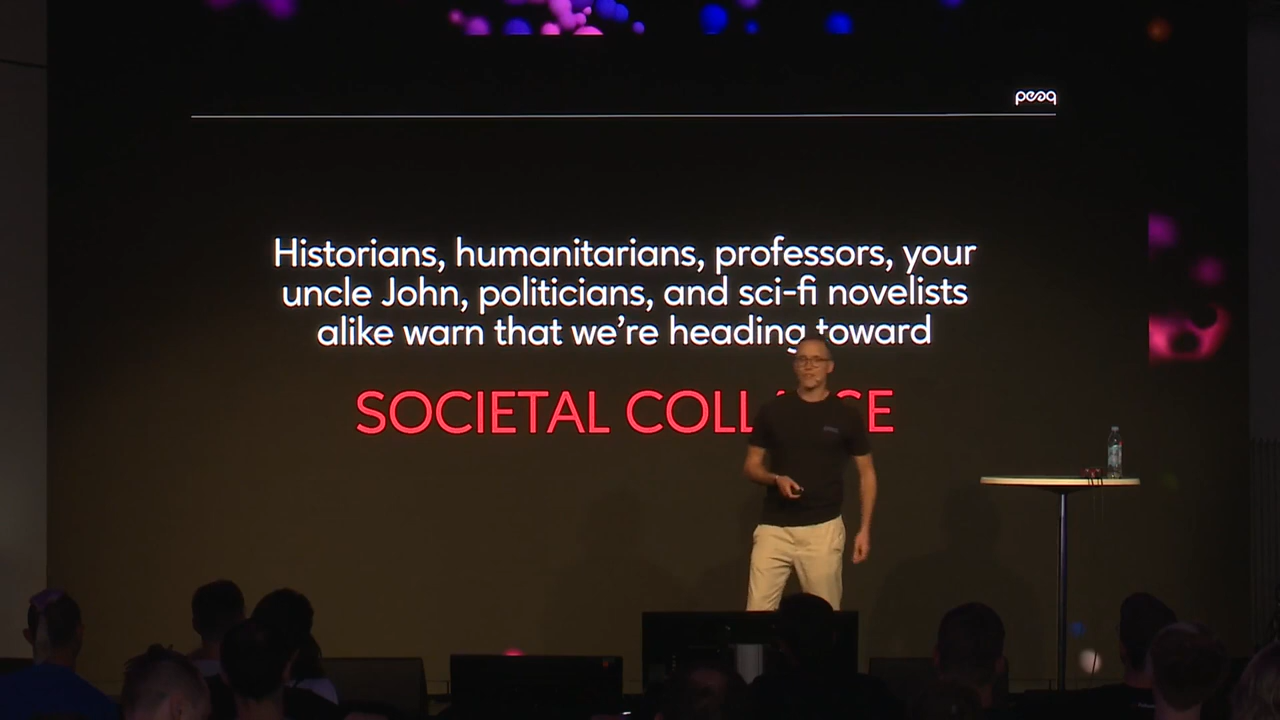 peaq
Historians, humanitarians, professors, your
uncle John, politicians, and sci-fi novelists
alike warn that we're heading toward
SOCIETAL COLL